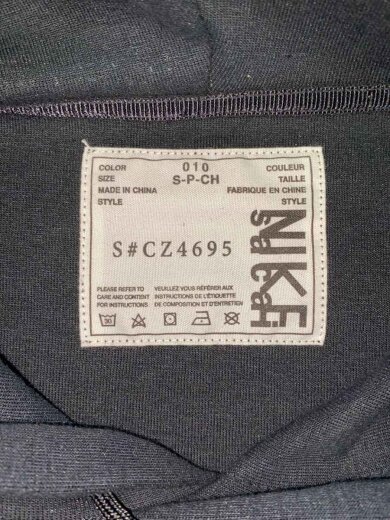 COLOR 010 COULEUR
SIZE S-P-CH TAILLE
MADE IN CHINA FABRIQUE EN CHINE
STYLE STYLE
S#CZ4695
NIKE
sacai
PLEASE REFER TO VEUILLEZ VOUS RÉFÉRER AUX
CARE AND CONTENT INSTRUCTIONS DE L'ÉTIQUETTE
FOR INSTRUCTIONS DE COMPOSITION ET D'ENTRETIEN
30